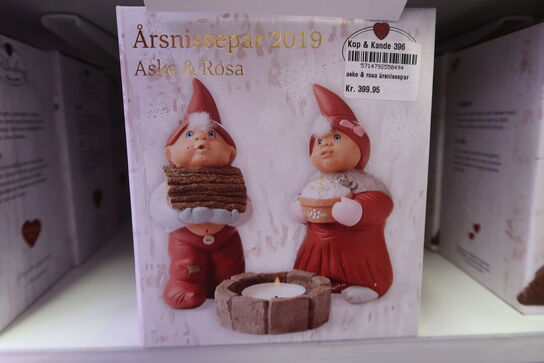 Årsnissepar 2019
Aske & Rosa
Kop & Kande 396
5714792550494
aske & rosa årsnissepar
Kr. 399.95